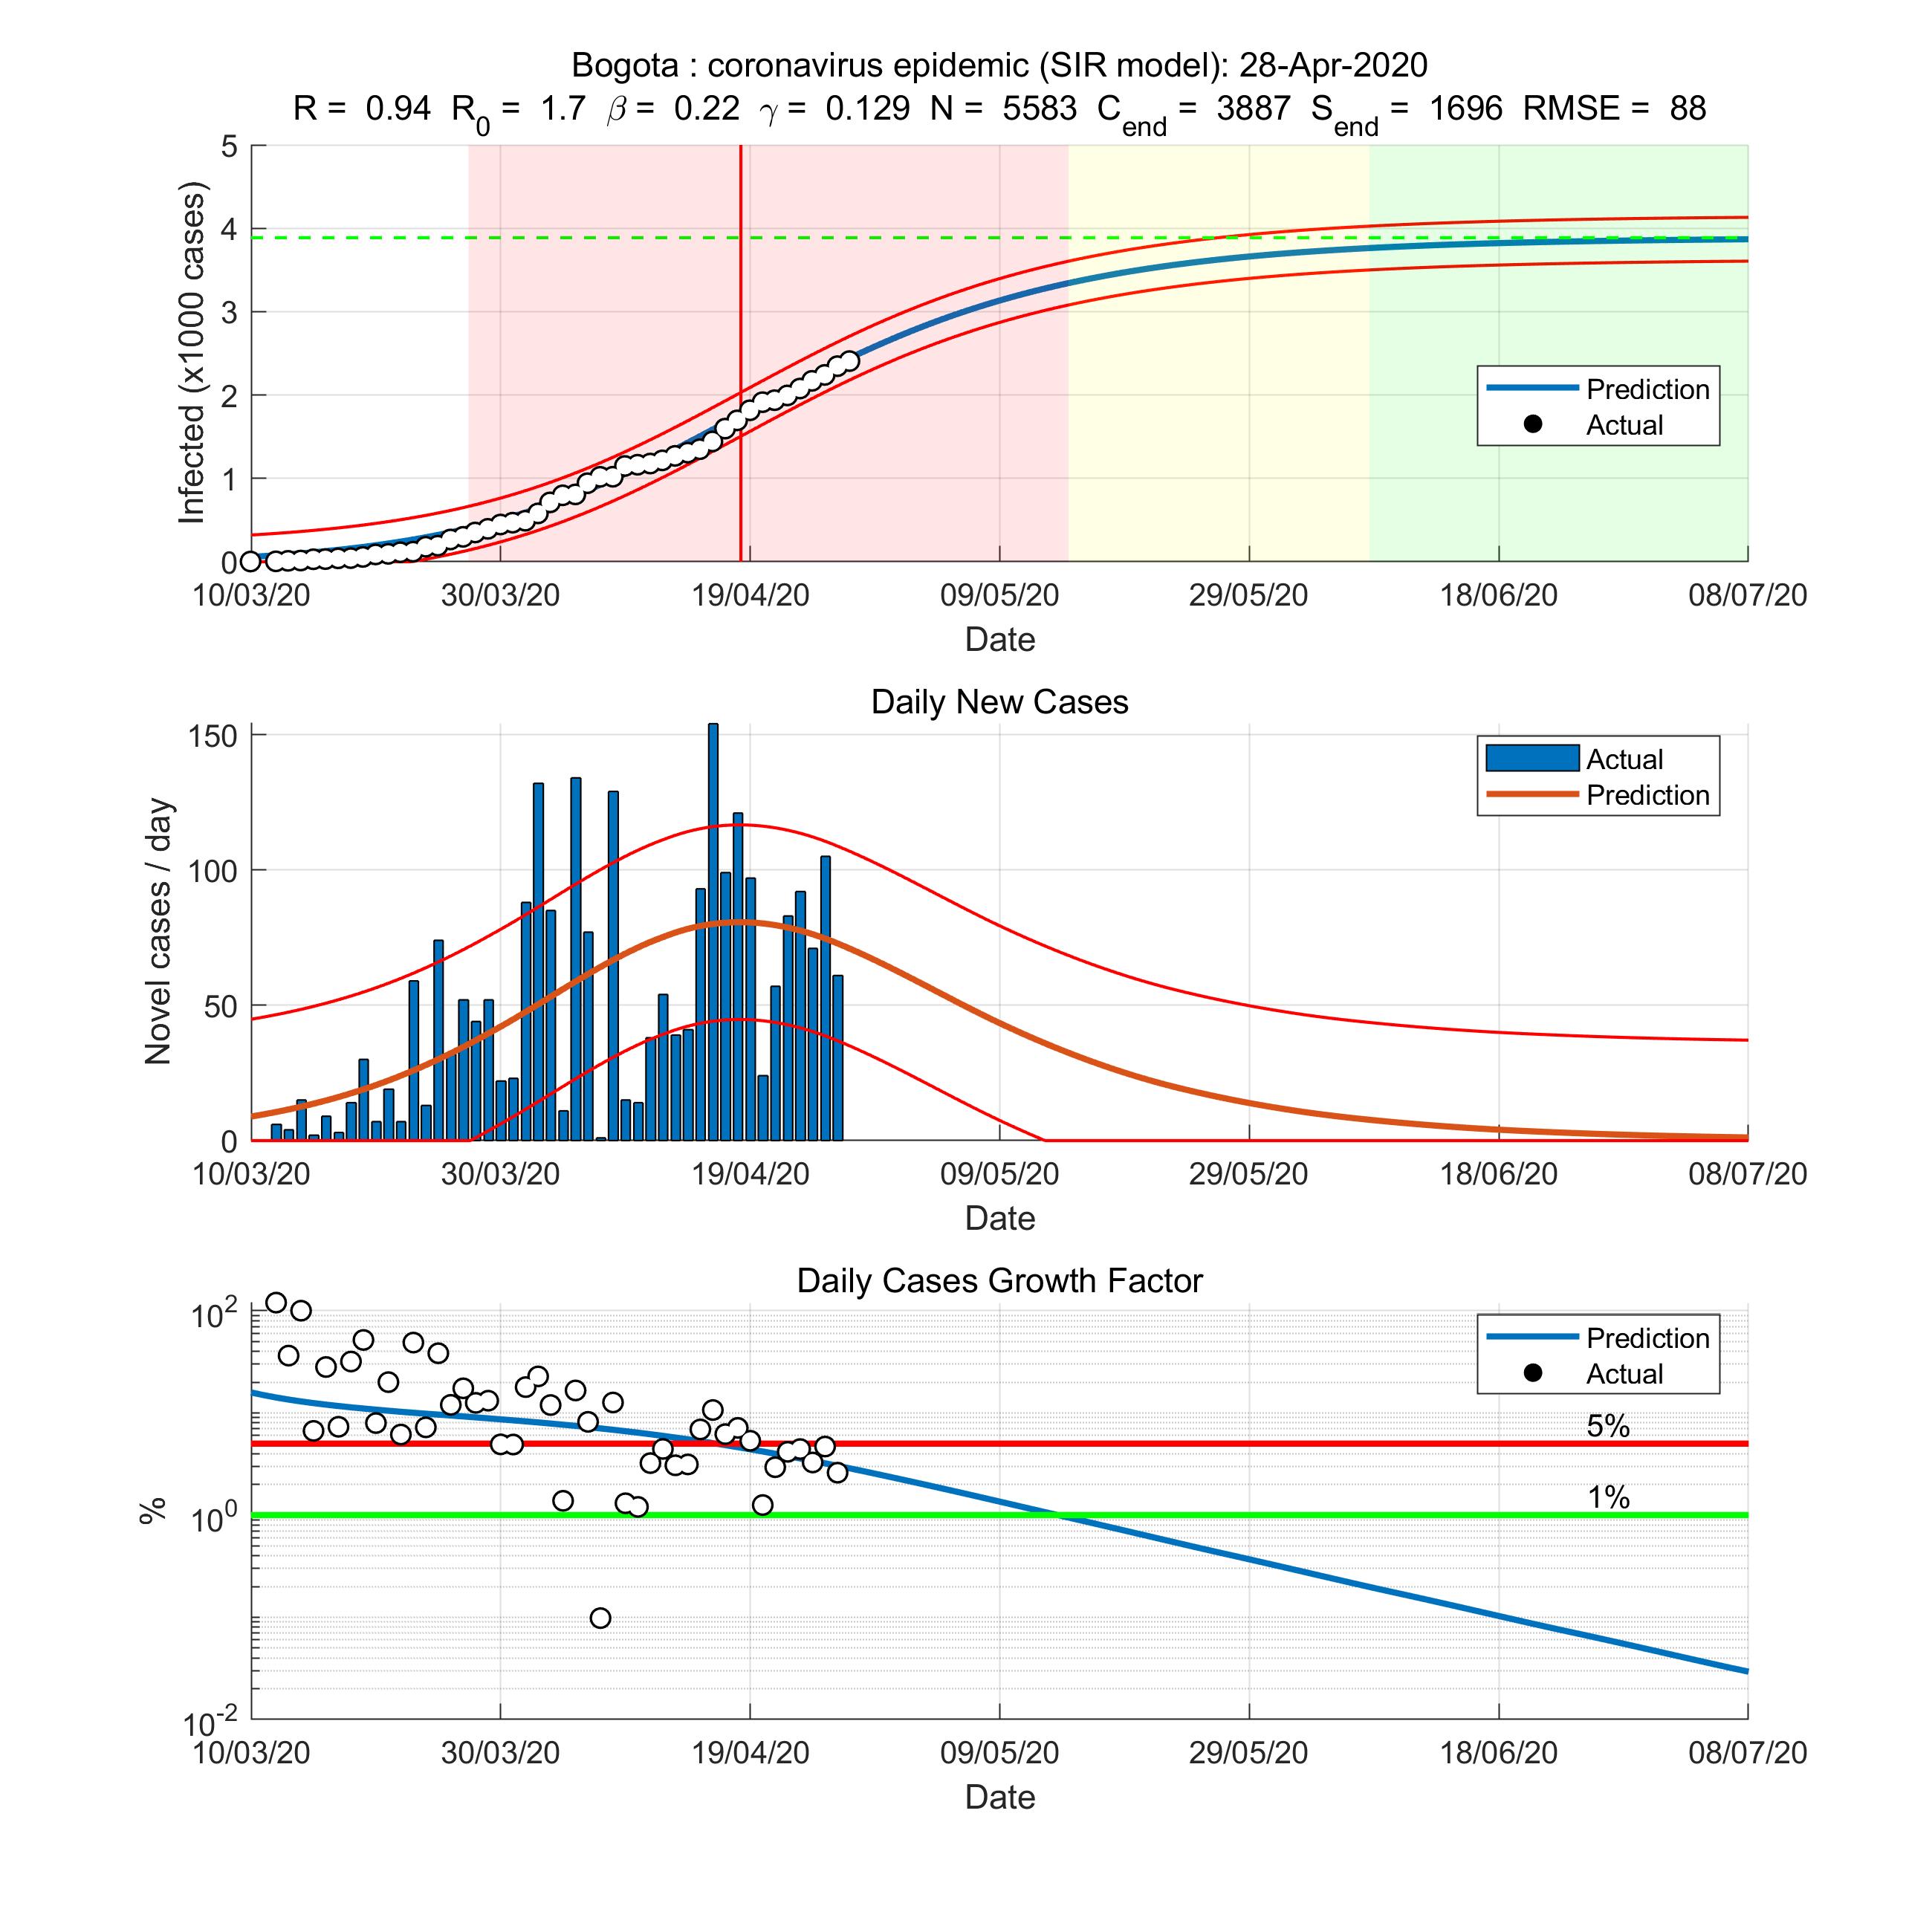 Bogota : coronavirus epidemic (SIR model): 28-Apr-2020
R = 0.94 R0 = 1.7 β = 0.22 γ = 0.129 N = 5583 Cend = 3887 Send = 1696 RMSE = 88
Infected (x1000 cases)
5
4
3
2
1
0
Prediction
Actual
10/03/20 30/03/20 19/04/20 09/05/20 29/05/20 18/06/20 08/07/20
Date
Daily New Cases
Novel cases / day
150
100
50
0
Actual
Prediction
10/03/20 30/03/20 19/04/20 09/05/20 29/05/20 18/06/20 08/07/20
Date
Daily Cases Growth Factor
%
10^2
10^0
10^-2
Prediction
Actual
5%
1%
10/03/20 30/03/20 19/04/20 09/05/20 29/05/20 18/06/20 08/07/20
Date